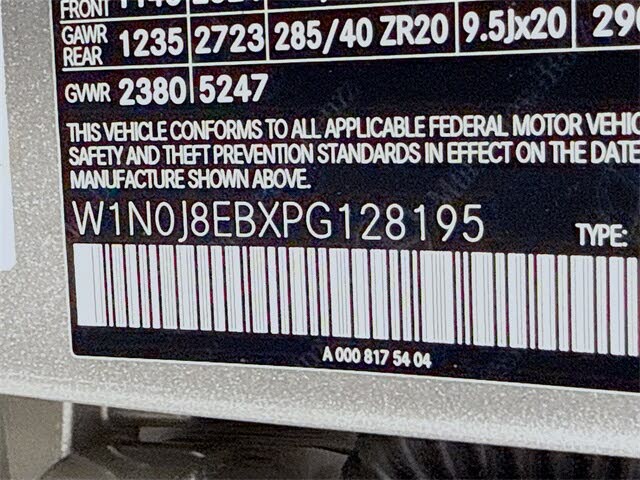 FRONT
GAWR REAR 1235 2723 285/40 ZR20 9.5Jx20 29
GVWR 2380 5247
THIS VEHICLE CONFORMS TO ALL APPLICABLE FEDERAL MOTOR VEHIC
SAFETY AND THEFT PREVENTION STANDARDS IN EFFECT ON THE DATE
MANUFACTURE SHOWN ABOVE.
W1N0J8EBXPG128195 TYPE:
A 000 817 54 04